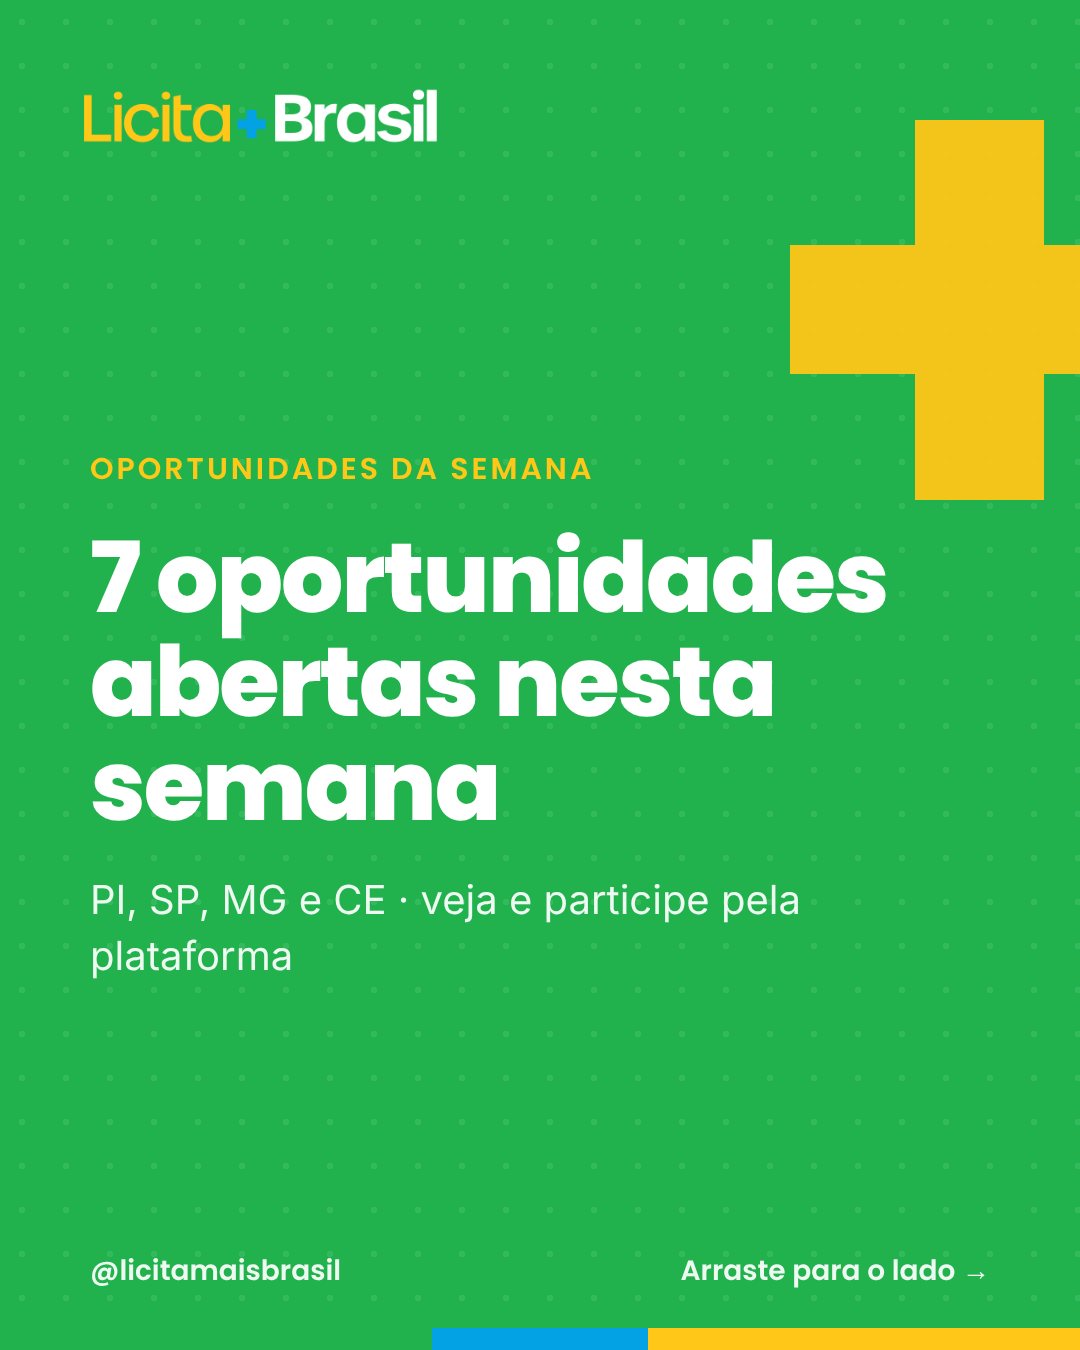 Licita+Brasil
OPORTUNIDADES DA SEMANA
7 oportunidades
abertas nesta
semana
PI, SP, MG e CE · veja e participe pela
plataforma
@licitamaisbrasil
Arraste para o lado →